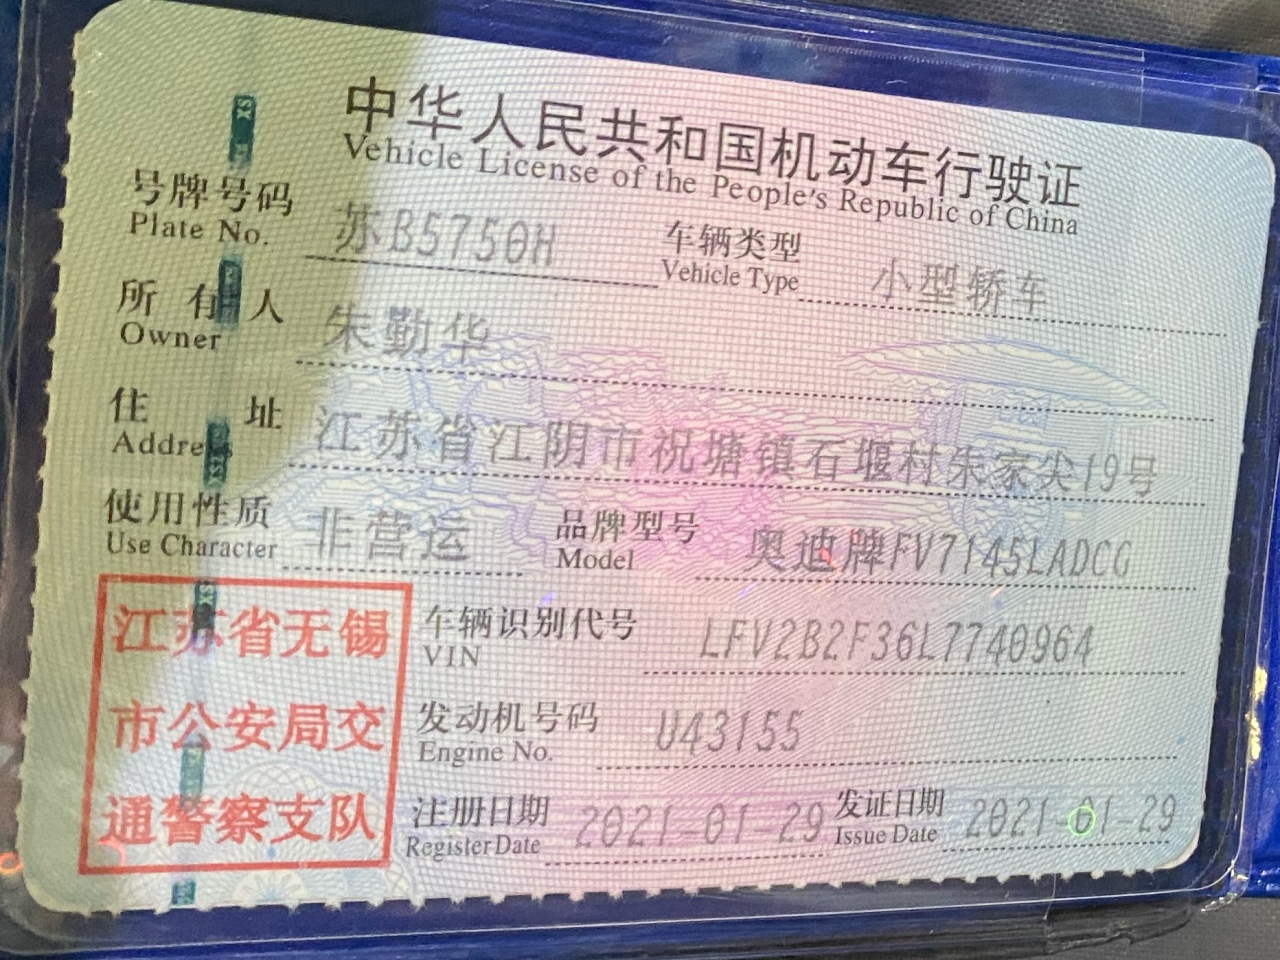 中华人民共和国机动车行驶证
Vehicle License of the People's Republic of China
号牌号码 苏B5750H 车辆类型 小型轿车
Plate No. Vehicle Type
所有人 朱勤华
Owner
住址 江苏省江阴市祝塘镇石堰村朱家尖19号
Address
使用性质 非营运 品牌型号 奥迪牌FV7145LADCG
Use Character Model
江苏省无锡 车辆识别代号 LFV2B2F36L7740964
VIN
市公安局交 发动机号码 U43155
Engine No.
通警察支队 注册日期 2021-01-29 发证日期 2021-01-29
Register Date Issue Date